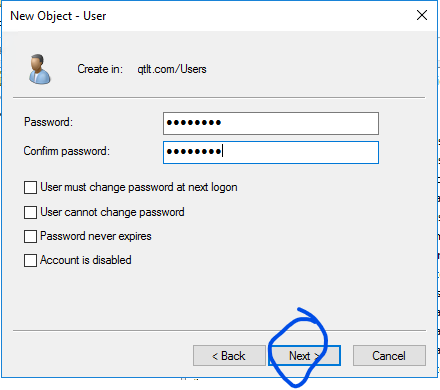 New Object - User
Create in: qtlt.com/Users
Password: ●●●●●●●●
Confirm password: ●●●●●●●●
User must change password at next logon
User cannot change password
Password never expires
Account is disabled
< Back Next > Cancel